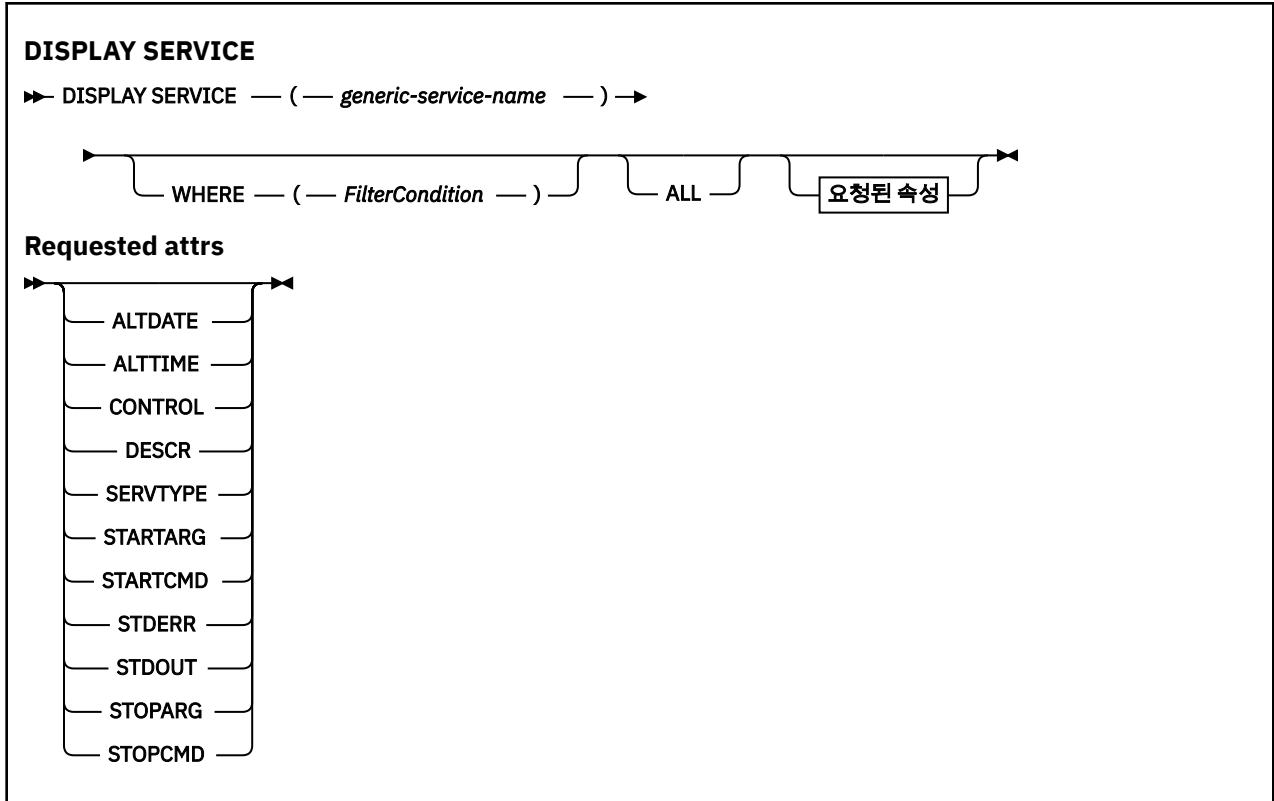 DISPLAY SERVICE
DISPLAY SERVICE ( generic-service-name )
WHERE ( FilterCondition ) ALL 요청된 속성
Requested attrs
ALTDATE
ALTTIME
CONTROL
DESCR
SERVTYPE
STARTARG
STARTCMD
STDERR
STDOUT
STOPARG
STOPCMD